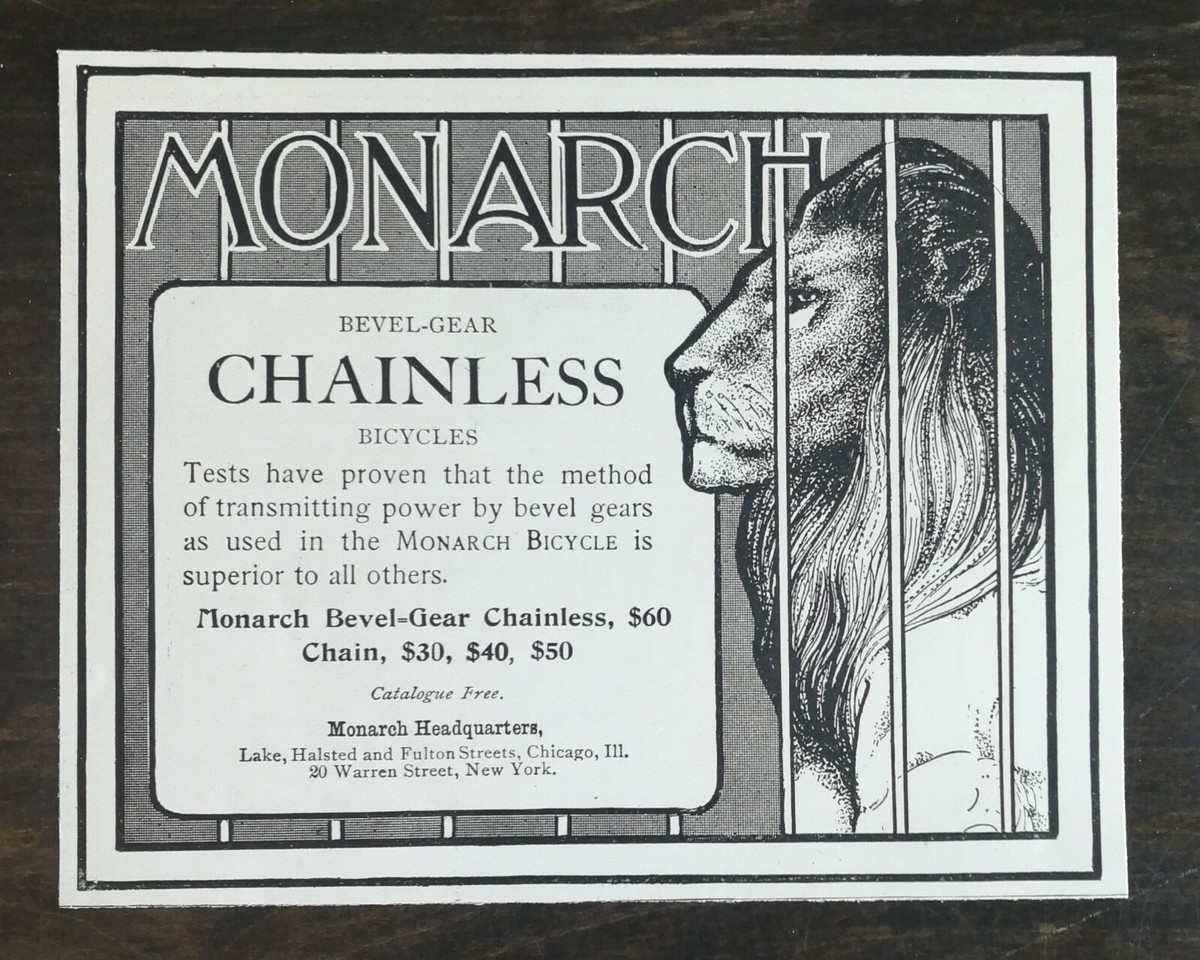 MONARCH
BEVEL-GEAR
CHAINLESS
BICYCLES
Tests have proven that the method
of transmitting power by bevel gears
as used in the MONARCH BICYCLE is
superior to all others.
Monarch Bevel=Gear Chainless, $60
Chain, $30, $40, $50
Catalogue Free.
Monarch Headquarters,
Lake, Halsted and Fulton Streets, Chicago, Ill.
20 Warren Street, New York.